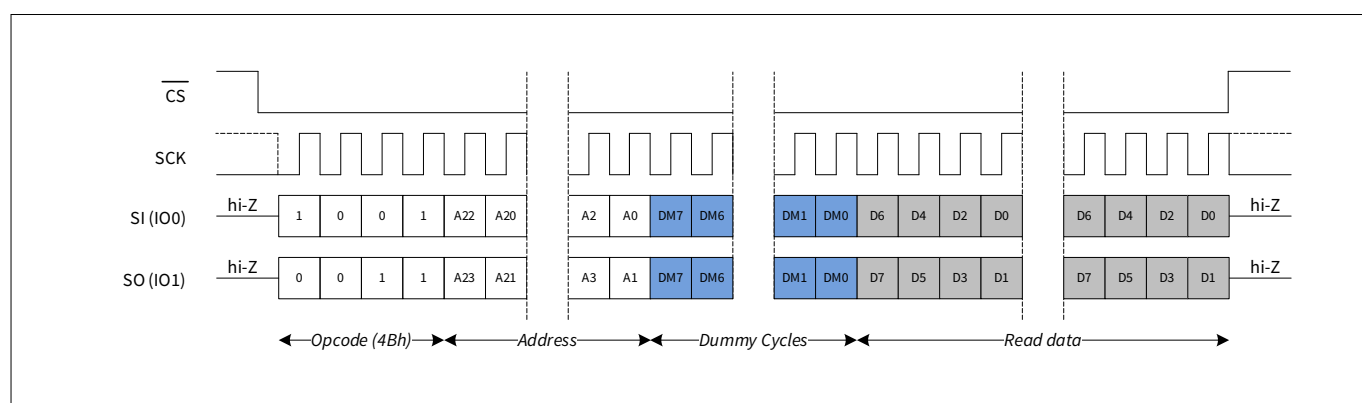 CS
SCK
hi-Z
SI (IO0)
1 0 0 1 A22 A20 A2 A0 DM7 DM6 DM1 DM0 D6 D4 D2 D0 D6 D4 D2 D0
hi-Z
hi-Z
SO (IO1)
0 0 1 1 A23 A21 A3 A1 DM7 DM6 DM1 DM0 D7 D5 D3 D1 D7 D5 D3 D1
hi-Z
Opcode (4Bh) Address Dummy Cycles Read data